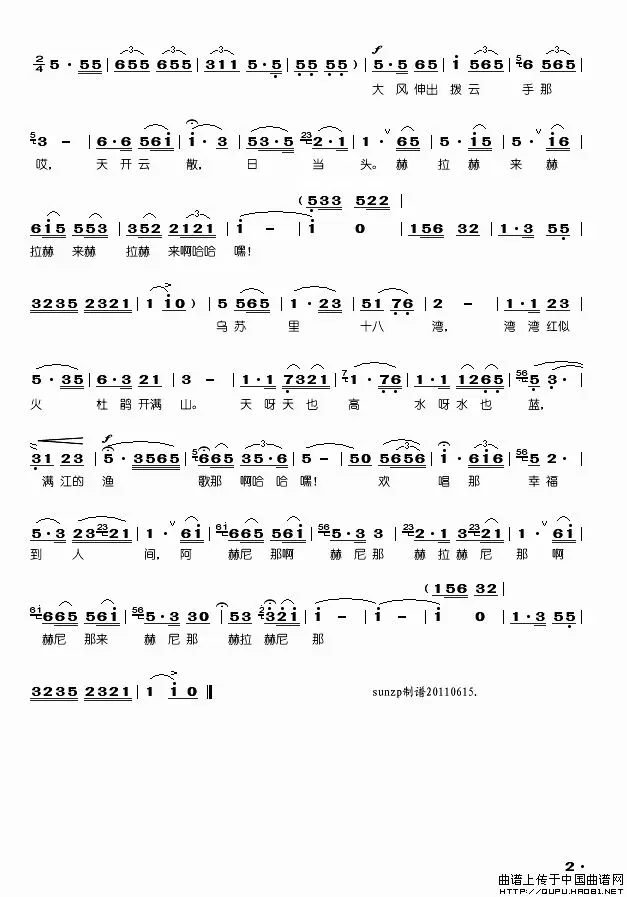 2/4 5·55 | 655 655 | 311 5·5 | 55 55 ) | 5·5 65 | i 565 | 6 565 |
大风伸出拨云手那
3 - | 6·6 56i | i·3 | 53·5 2·1 | 1·65 | 5·i5 | 5·i6 |
哎，天开云散，日当头。赫拉赫来赫
(533 522 |
6i5 553 | 352 2121 | i - | i 0 | 156 32 | 1·3 55 |
拉赫来赫拉赫来啊哈哈嘿！
3235 2321 | 1 i0 ) | 5 565 | 1·23 | 51 76 | 2 - | 1·1 23 |
乌苏里十八湾，湾湾红似
5·35 | 6·3 21 | 3 - | 1·1 7321 | 1·76 | 1·1 1265 | 5 3· |
火杜鹃开满山。天呀天也高水呀水也蓝，
31 23 | 5·3565 | 665 35·6 | 5 - | 50 5656 | i·6i6 | 5 2· |
满江的渔歌那啊哈哈嘿！欢唱那幸福
5·3 232321 | 1·6i | 665 56i | 5·3 3 | 2·1 3221 | 1·6i |
到人间，阿赫尼那啊赫尼那赫拉赫尼那啊
(156 32 |
665 56i | 5·3 30 | 53 32i | i - | i - | i 0 | 1·3 55 |
赫尼那来赫尼那赫拉赫尼那
3235 2321 | 1 i0 ‖
sunzp制谱20110615.
2·
曲谱上传于中国曲谱网
Http://QUPU.HAO81.NET